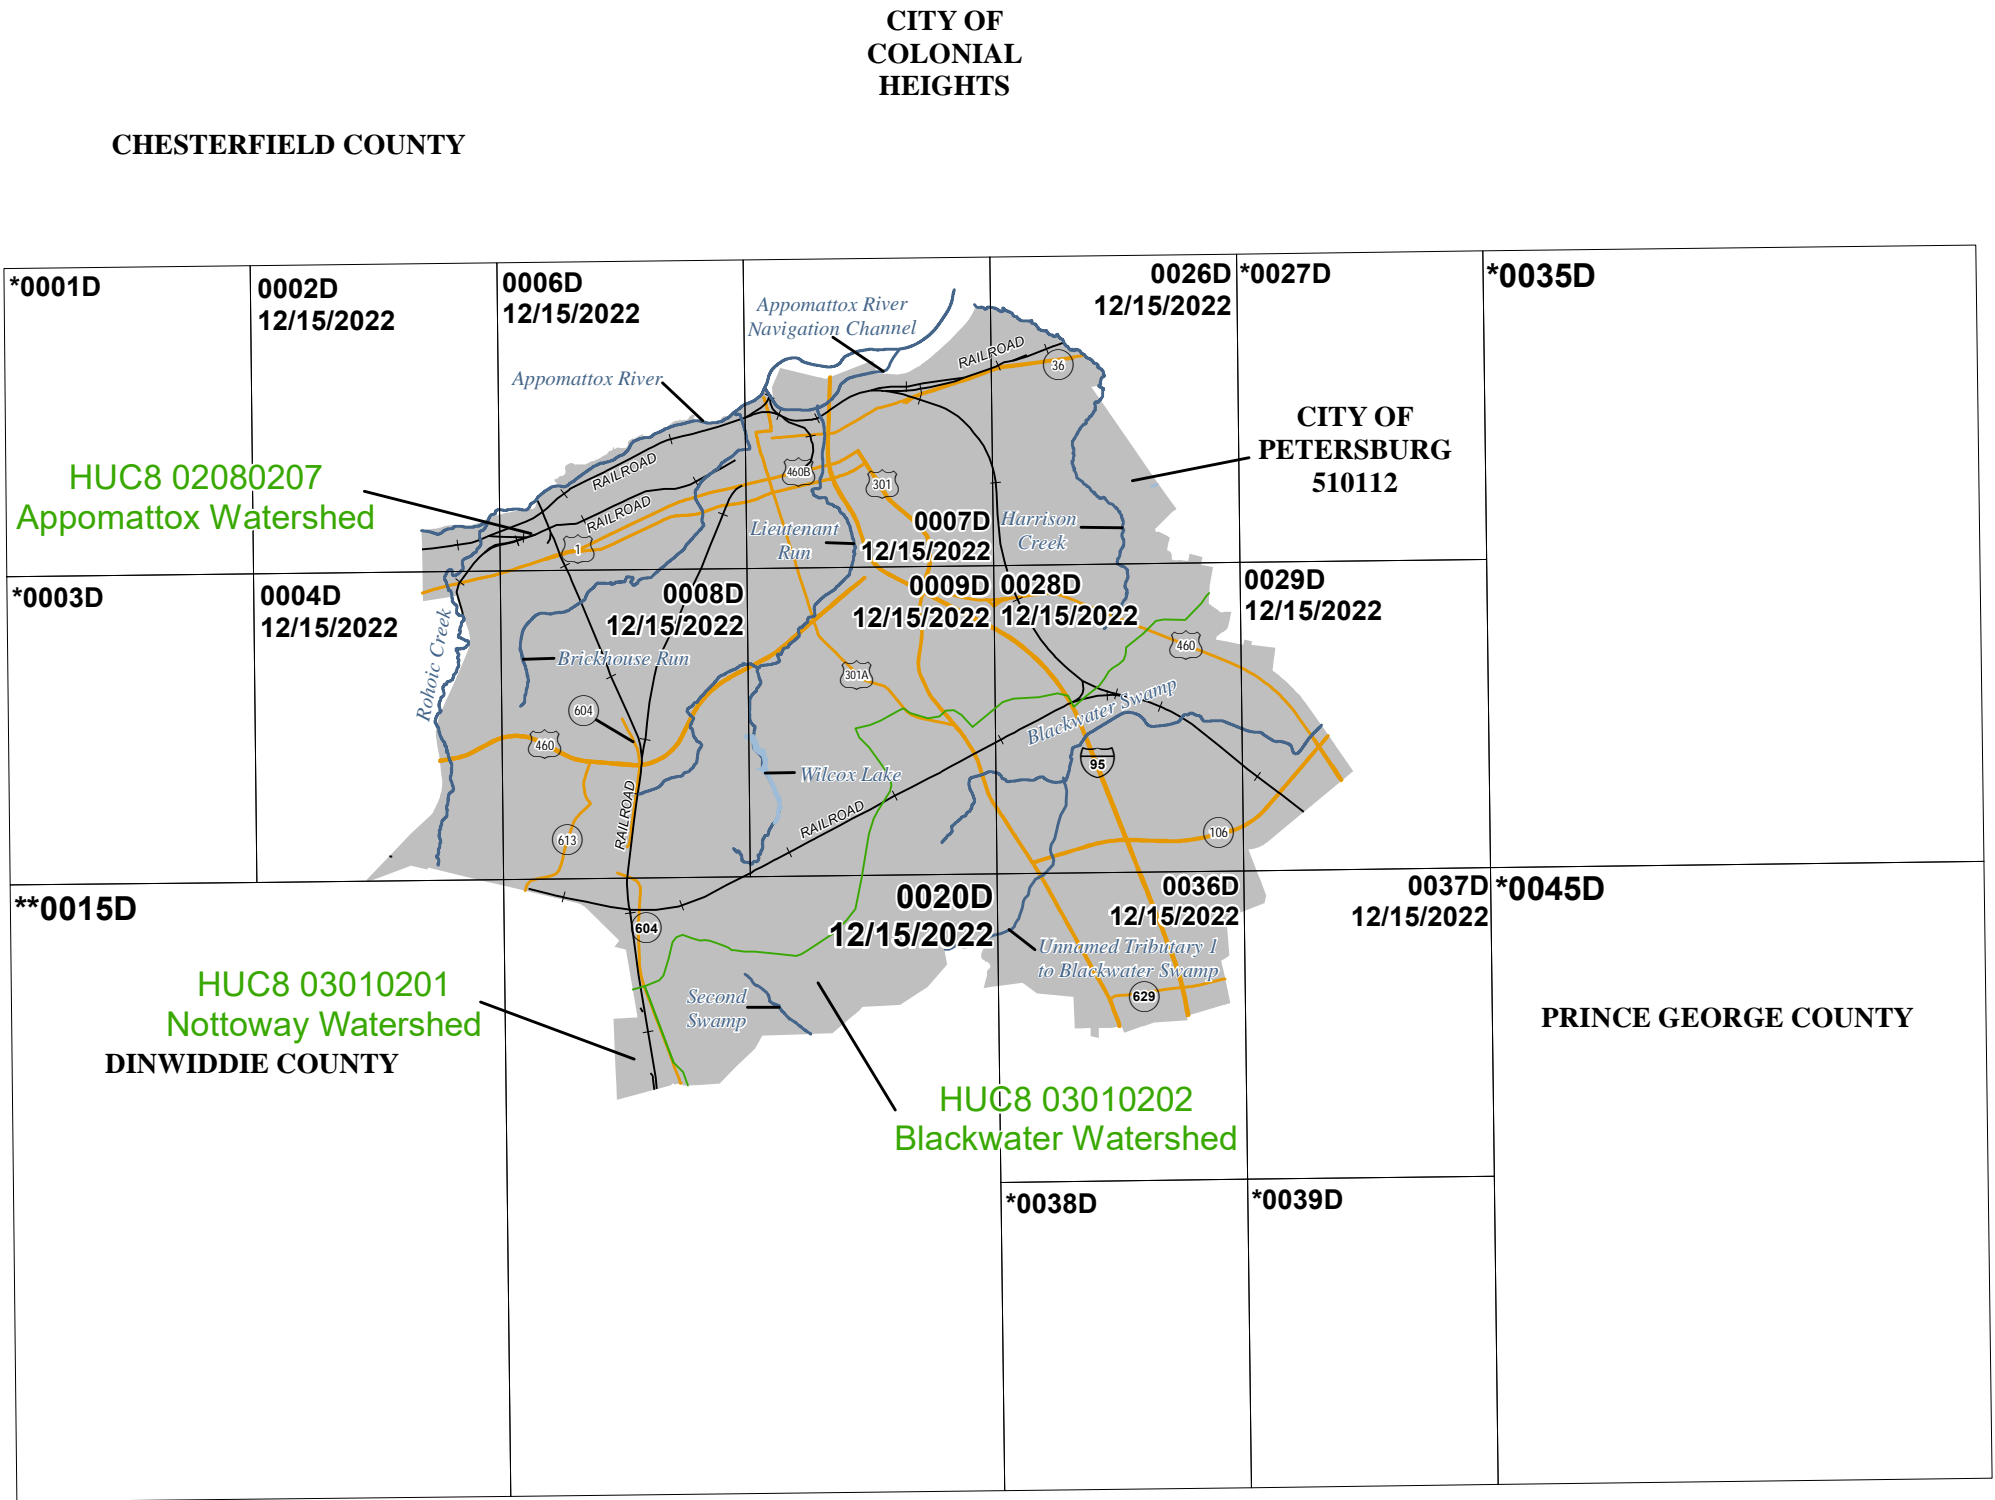 CITY OF
COLONIAL
HEIGHTS
CHESTERFIELD COUNTY
*0001D
0002D
12/15/2022
0006D
12/15/2022
0026D
12/15/2022
*0027D
*0035D
Appomattox River
Navigation Channel
RAILROAD
36
Appomattox River
CITY OF
PETERSBURG
510112
HUC8 02080207
Appomattox Watershed
RAILROAD
RAILROAD
460B
301
1
Lieutenant
Run
0007D
12/15/2022
Harrison
Creek
*0003D
0004D
12/15/2022
0008D
12/15/2022
0009D
12/15/2022
0028D
12/15/2022
0029D
12/15/2022
Rohoic Creek
Brickhouse Run
460
301A
604
460
Blackwater Swamp
95
Wilcox Lake
RAILROAD
RAILROAD
613
106
**0015D
0020D
12/15/2022
0036D
12/15/2022
0037D
12/15/2022
*0045D
604
Unnamed Tributary 1
to Blackwater Swamp
629
Second
Swamp
HUC8 03010201
Nottoway Watershed
DINWIDDIE COUNTY
PRINCE GEORGE COUNTY
HUC8 03010202
Blackwater Watershed
*0038D
*0039D